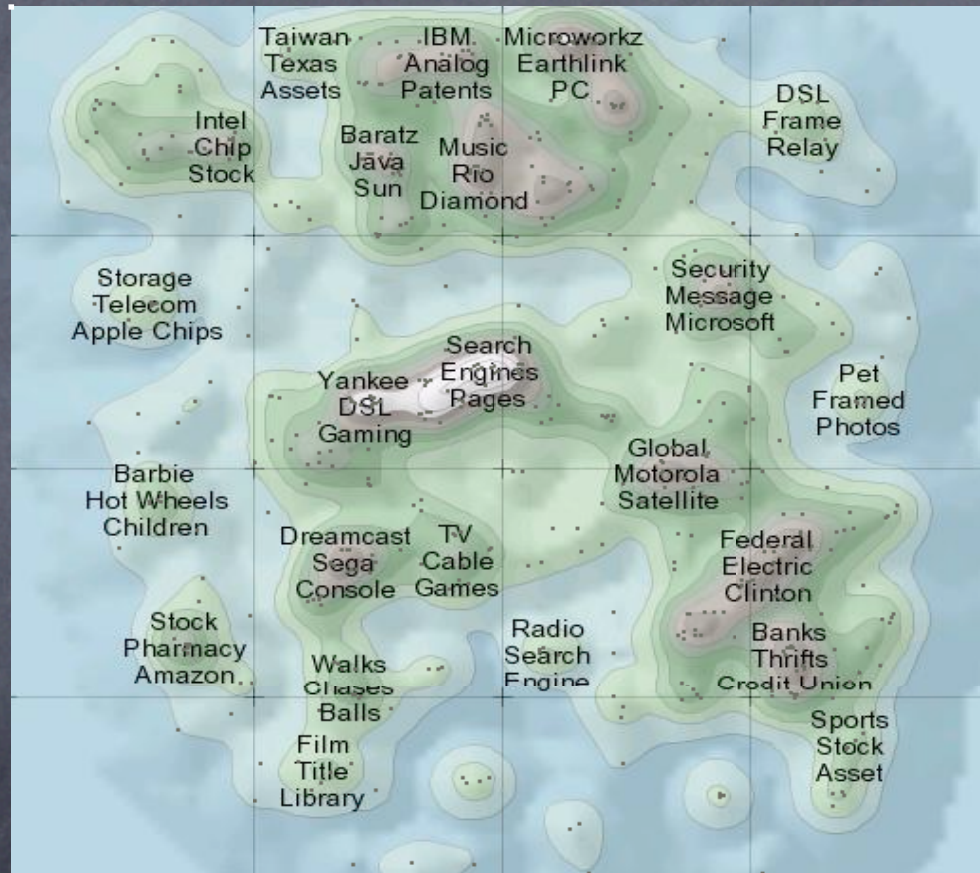 Taiwan
Texas
Assets
IBM
Analog
Patents
Microworkz
Earthlink
PC
DSL
Frame
Relay
Intel
Chip
Stock
Baratz
Java
Sun
Music
Rio
Diamond
Storage
Telecom
Apple Chips
Security
Message
Microsoft
Search
Engines
Pages
Yankee
DSL
Gaming
Pet
Framed
Photos
Global
Motorola
Satellite
Barbie
Hot Wheels
Children
Dreamcast
Sega
Console
TV
Cable
Games
Federal
Electric
Clinton
Stock
Pharmacy
Amazon
Radio
Search
Engine
Banks
Thrifts
Credit Union
Walks
Chases
Balls
Film
Title
Library
Sports
Stock
Asset